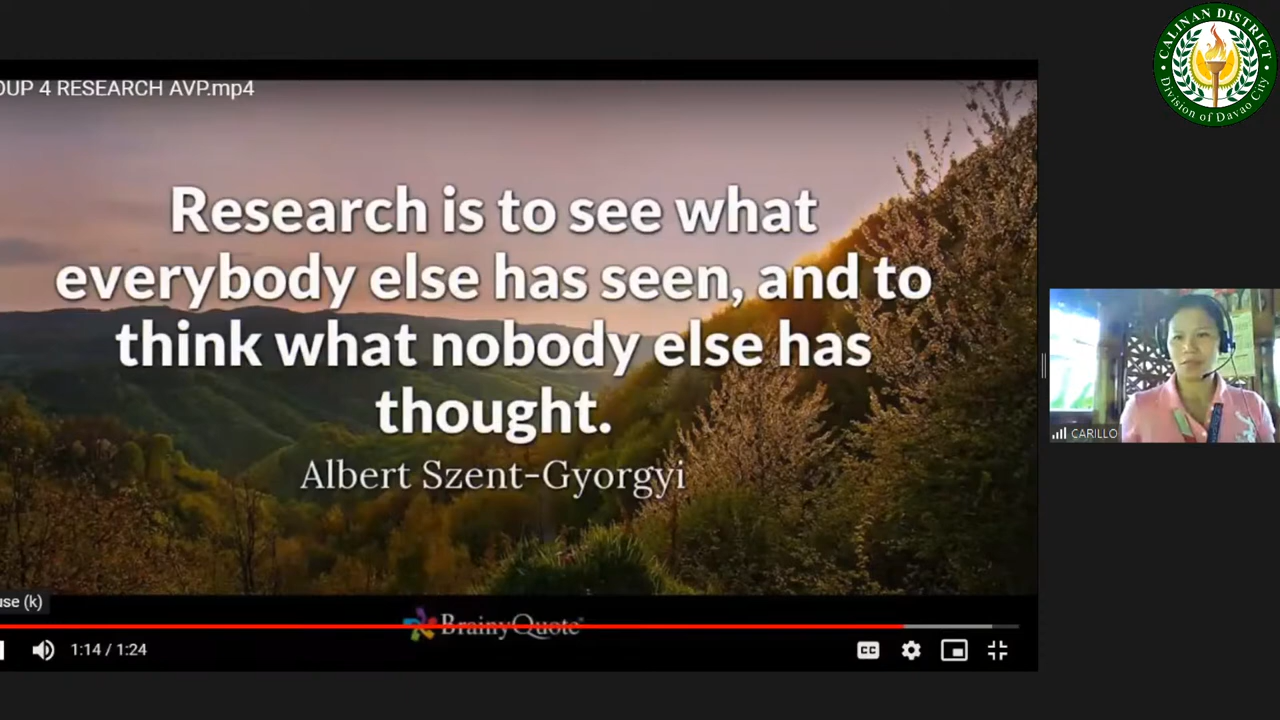 OUP 4 RESEARCH AVP.mp4
Research is to see what
everybody else has seen, and to
think what nobody else has
thought.
Albert Szent-Gyorgyi
use (k)
BrainyQuote
1:14 / 1:24
CC
CALINAN DISTRICT
Division of Davao City
CARILLO